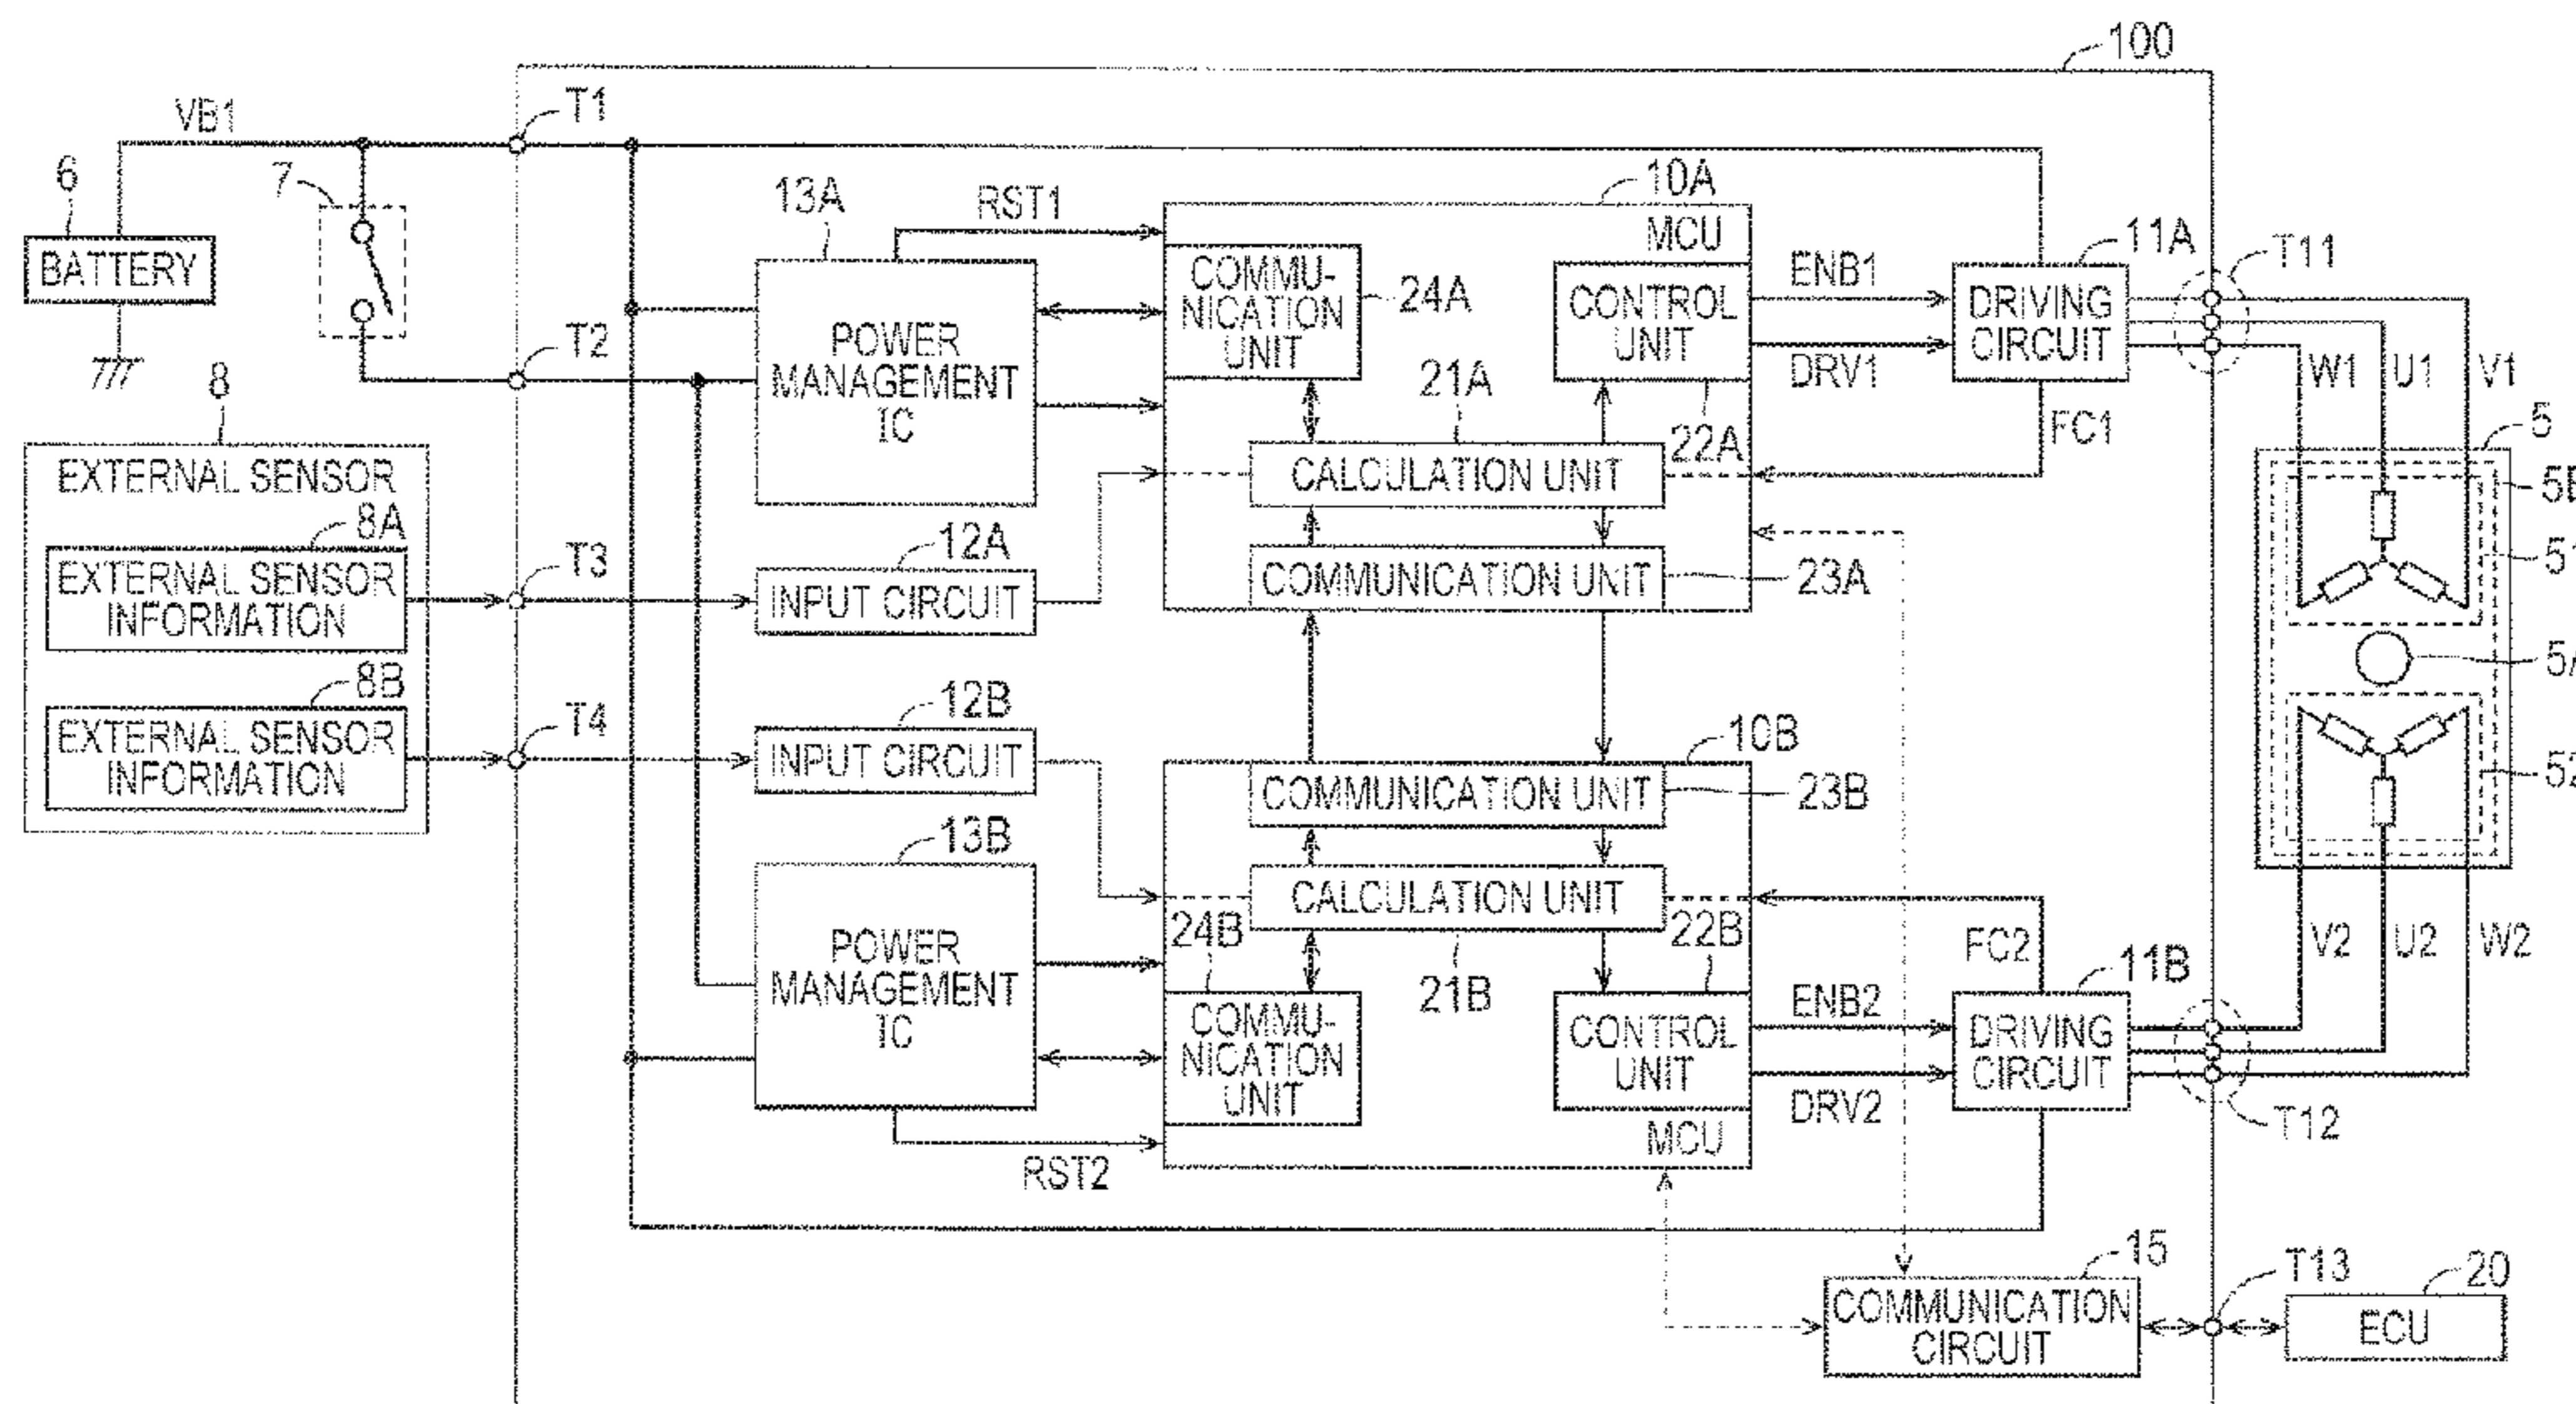 100
VB1
T1
6
7
BATTERY
13A
RST1
10A
MCU
COMMU-
NICATION
UNIT
24A
CONTROL
UNIT
ENB1
DRV1
11A
DRIVING
CIRCUIT
T11
POWER
MANAGEMENT
IC
T2
W1
U1
V1
21A
22A
FC1
CALCULATION UNIT
8
EXTERNAL SENSOR
8A
EXTERNAL SENSOR
INFORMATION
T3
12A
INPUT CIRCUIT
COMMUNICATION UNIT
23A
5
8B
EXTERNAL SENSOR
INFORMATION
T4
12B
INPUT CIRCUIT
10B
COMMUNICATION UNIT
23B
13B
CALCULATION UNIT
24B
22B
21B
POWER
MANAGEMENT
IC
COMMU-
NICATION
UNIT
CONTROL
UNIT
ENB2
DRV2
FC2
11B
DRIVING
CIRCUIT
V2
U2
W2
T12
MCU
RST2
15
COMMUNICATION
CIRCUIT
T13
20
ECU